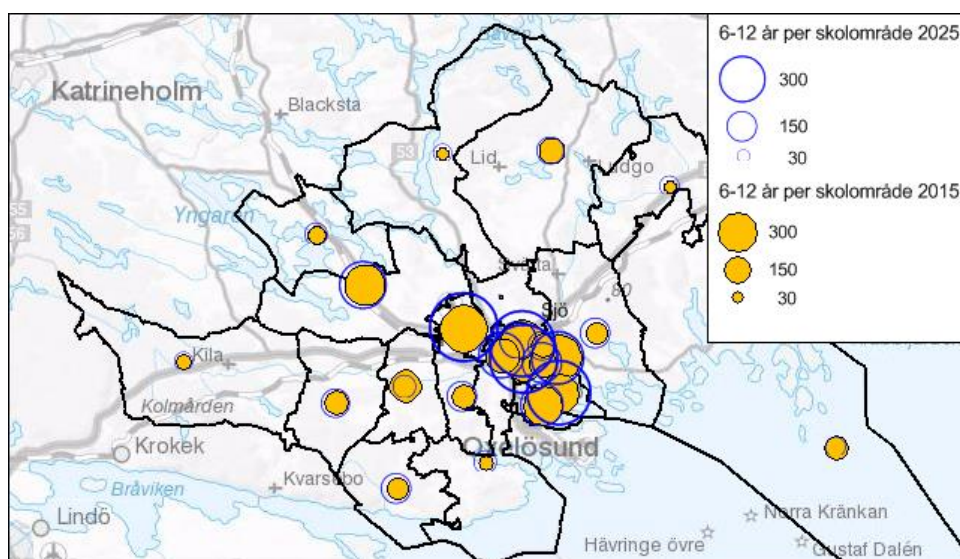 6-12 år per skolområde 2025
300
150
30
6-12 år per skolområde 2015
300
150
30
Katrineholm
Blacksta
53
Lid
Ludgo
55
56
Yngaren
Sjö
80
Kila
Kolmården
Krokek
Oxelösund
Kvarsebo
Bråviken
Lindö
Norra Kränkan
Hävringe övre
Gustaf Dalén